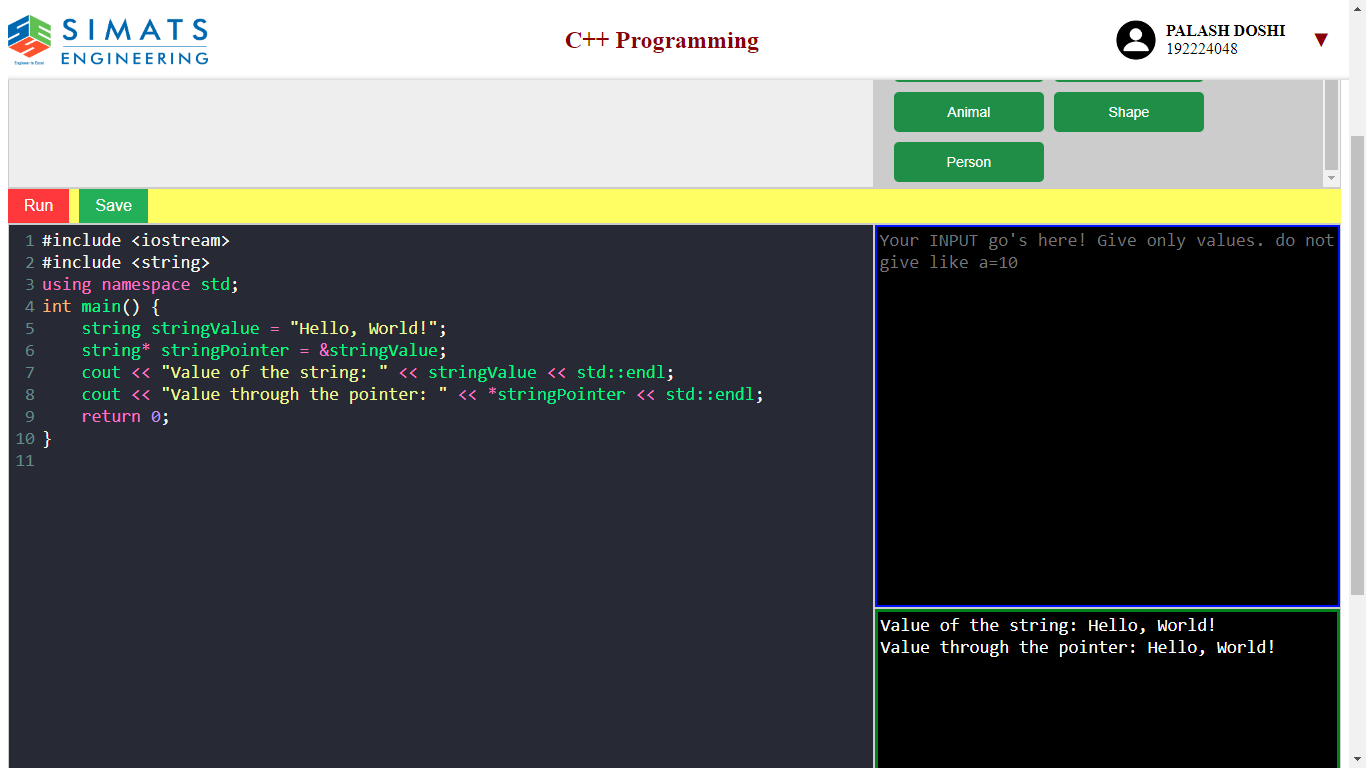 SIMATS
ENGINEERING
Engineer to Excel
C++ Programming
PALASH DOSHI
192224048
▼
Animal
Shape
Person
Run
Save
1 #include <iostream>
2 #include <string>
3 using namespace std;
4 int main() {
5     string stringValue = "Hello, World!";
6     string* stringPointer = &stringValue;
7     cout << "Value of the string: " << stringValue << std::endl;
8     cout << "Value through the pointer: " << *stringPointer << std::endl;
9     return 0;
10 }
11
Your INPUT go's here! Give only values. do not
give like a=10
Value of the string: Hello, World!
Value through the pointer: Hello, World!